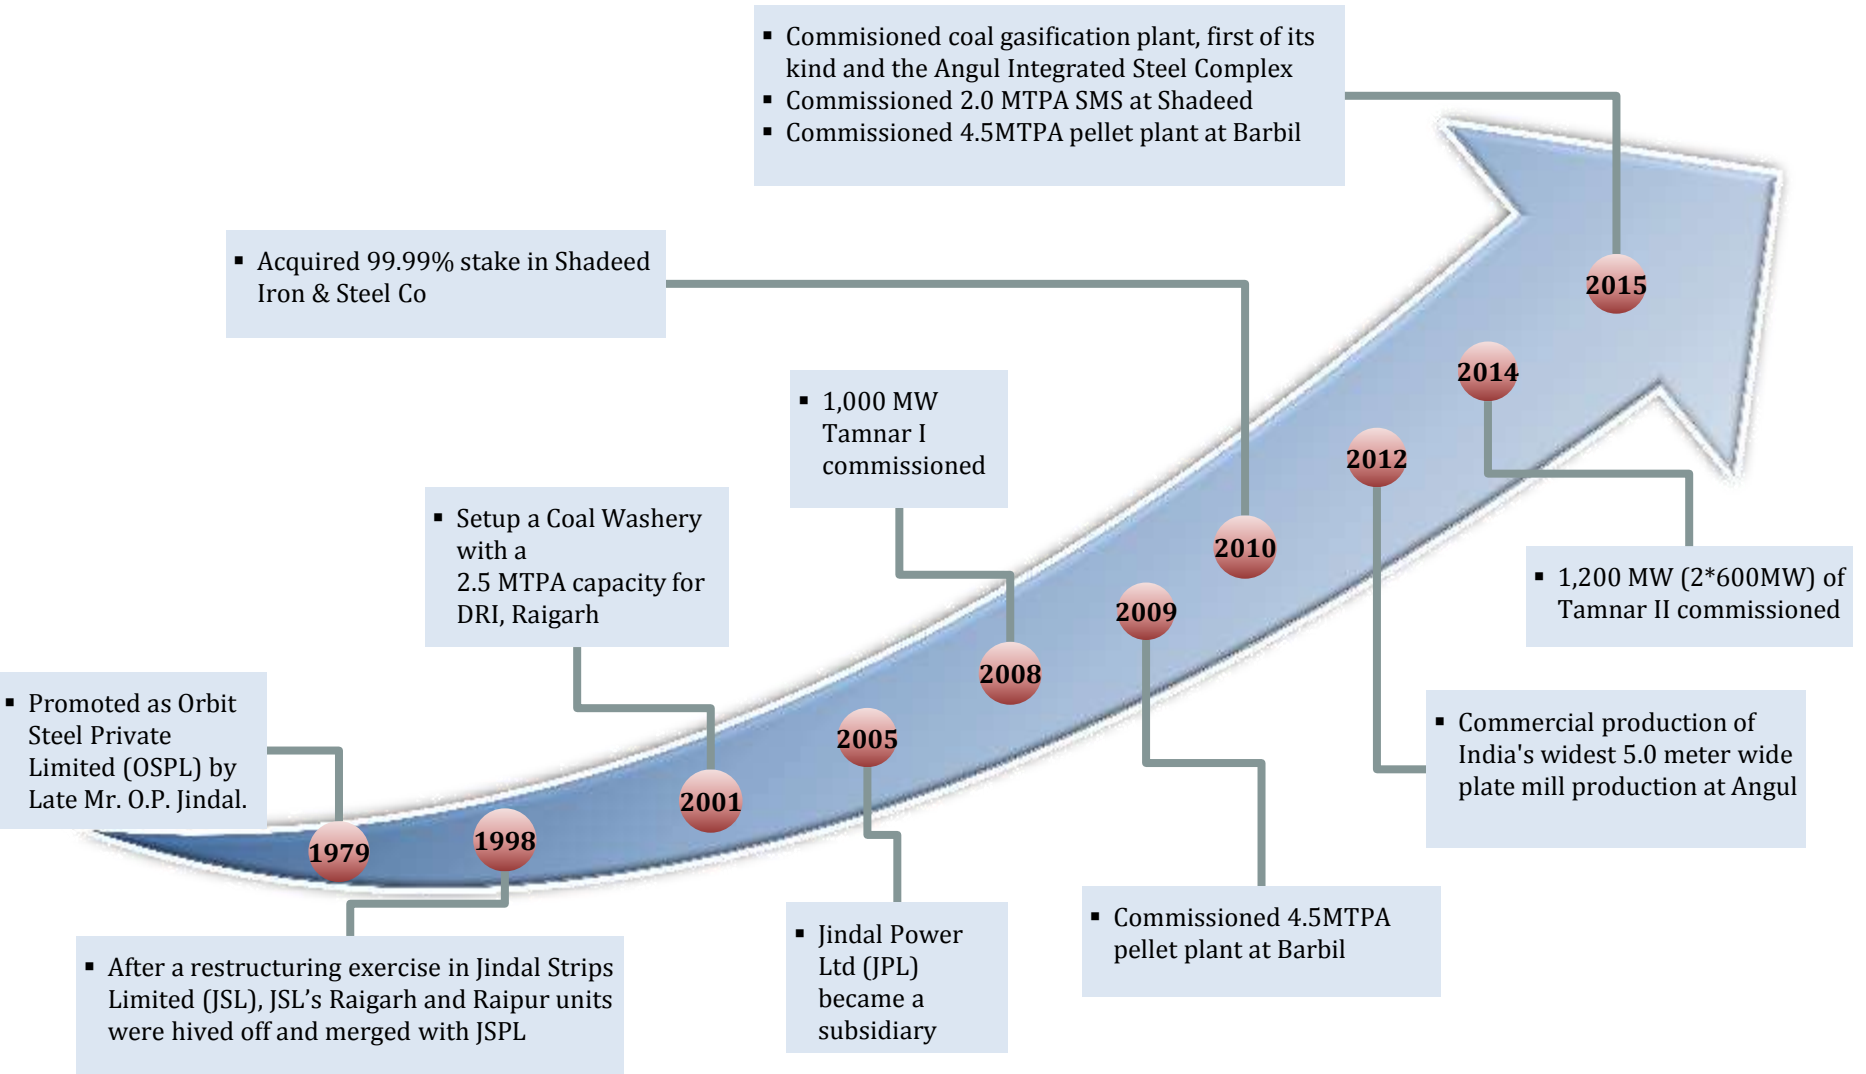 ▪ Commisioned coal gasification plant, first of its
kind and the Angul Integrated Steel Complex
▪ Commissioned 2.0 MTPA SMS at Shadeed
▪ Commissioned 4.5MTPA pellet plant at Barbil
▪ Acquired 99.99% stake in Shadeed
Iron & Steel Co
2015
2014
▪ 1,000 MW
Tamnar I
commissioned
2012
▪ Setup a Coal Washery
with a
2.5 MTPA capacity for
DRI, Raigarh
2010
▪ 1,200 MW (2*600MW) of
Tamnar II commissioned
2009
2008
▪ Promoted as Orbit
Steel Private
Limited (OSPL) by
Late Mr. O.P. Jindal.
▪ Commercial production of
India's widest 5.0 meter wide
plate mill production at Angul
2005
2001
1998
1979
▪ Commissioned 4.5MTPA
pellet plant at Barbil
▪ Jindal Power
Ltd (JPL)
became a
subsidiary
▪ After a restructuring exercise in Jindal Strips
Limited (JSL), JSL’s Raigarh and Raipur units
were hived off and merged with JSPL